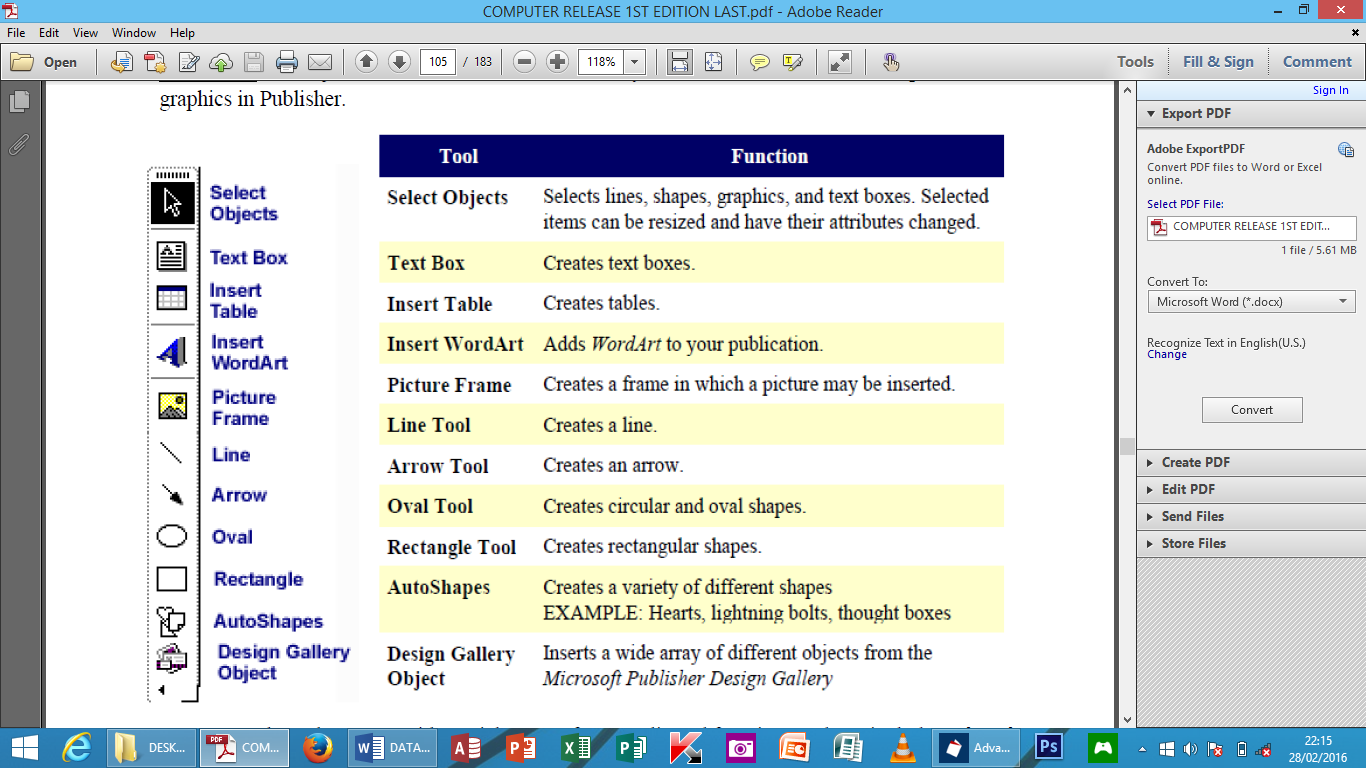 COMPUTER RELEASE 1ST EDITION LAST.pdf - Adobe Reader
File Edit View Window Help
Open 105 / 183 118% Tools Fill & Sign Comment
Sign In
graphics in Publisher.
Tool Function
Select Objects Selects lines, shapes, graphics, and text boxes. Selected
items can be resized and have their attributes changed.
Text Box Creates text boxes.
Insert Table Creates tables.
Insert WordArt Adds WordArt to your publication.
Picture Frame Creates a frame in which a picture may be inserted.
Line Tool Creates a line.
Arrow Tool Creates an arrow.
Oval Tool Creates circular and oval shapes.
Rectangle Tool Creates rectangular shapes.
AutoShapes Creates a variety of different shapes
EXAMPLE: Hearts, lightning bolts, thought boxes
Design Gallery Inserts a wide array of different objects from the
Object Microsoft Publisher Design Gallery
Select
Objects
Text Box
Insert
Table
Insert
WordArt
Picture
Frame
Line
Arrow
Oval
Rectangle
AutoShapes
Design Gallery
Object
Export PDF
Adobe ExportPDF
Convert PDF files to Word or Excel
online.
Select PDF File:
COMPUTER RELEASE 1ST EDIT...
1 file / 5.61 MB
Convert To:
Microsoft Word (*.docx)
Recognize Text in English(U.S.)
Change
Convert
Create PDF
Edit PDF
Send Files
Store Files
DESK... COM... DATA... Adva...
22:15
28/02/2016